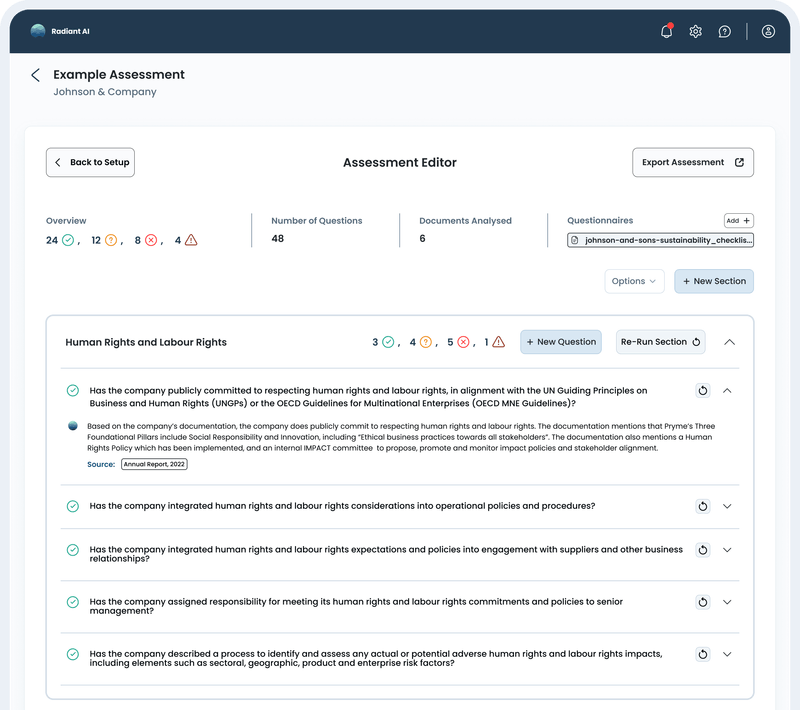 Radiant AI
Example Assessment
Johnson & Company
Back to Setup
Assessment Editor
Export Assessment
Overview
24 , 12 , 8 , 4
Number of Questions
48
Documents Analysed
6
Questionnaires
Add +
johnson-and-sons-sustainability_checklis...
Options
+ New Section
Human Rights and Labour Rights
3 , 4 , 5 , 1
+ New Question
Re-Run Section
Has the company publicly committed to respecting human rights and labour rights, in alignment with the UN Guiding Principles on
Business and Human Rights (UNGPs) or the OECD Guidelines for Multinational Enterprises (OECD MNE Guidelines)?
Based on the company's documentation, the company does publicly commit to respecting human rights and labour rights. The documentation mentions that Pryme's Three
Foundational Pillars include Social Responsibility and Innovation, including "Ethical business practices towards all stakeholders". The documentation also mentions a Human
Rights Policy which has been implemented, and an internal IMPACT committee to propose, promote and monitor impact policies and stakeholder alignment.
Source: Annual Report, 2022
Has the company integrated human rights and labour rights considerations into operational policies and procedures?
Has the company integrated human rights and labour rights expectations and policies into engagement with suppliers and other business
relationships?
Has the company assigned responsibility for meeting its human rights and labour rights commitments and policies to senior
management?
Has the company described a process to identify and assess any actual or potential adverse human rights and labour rights impacts,
including elements such as sectoral, geographic, product and enterprise risk factors?